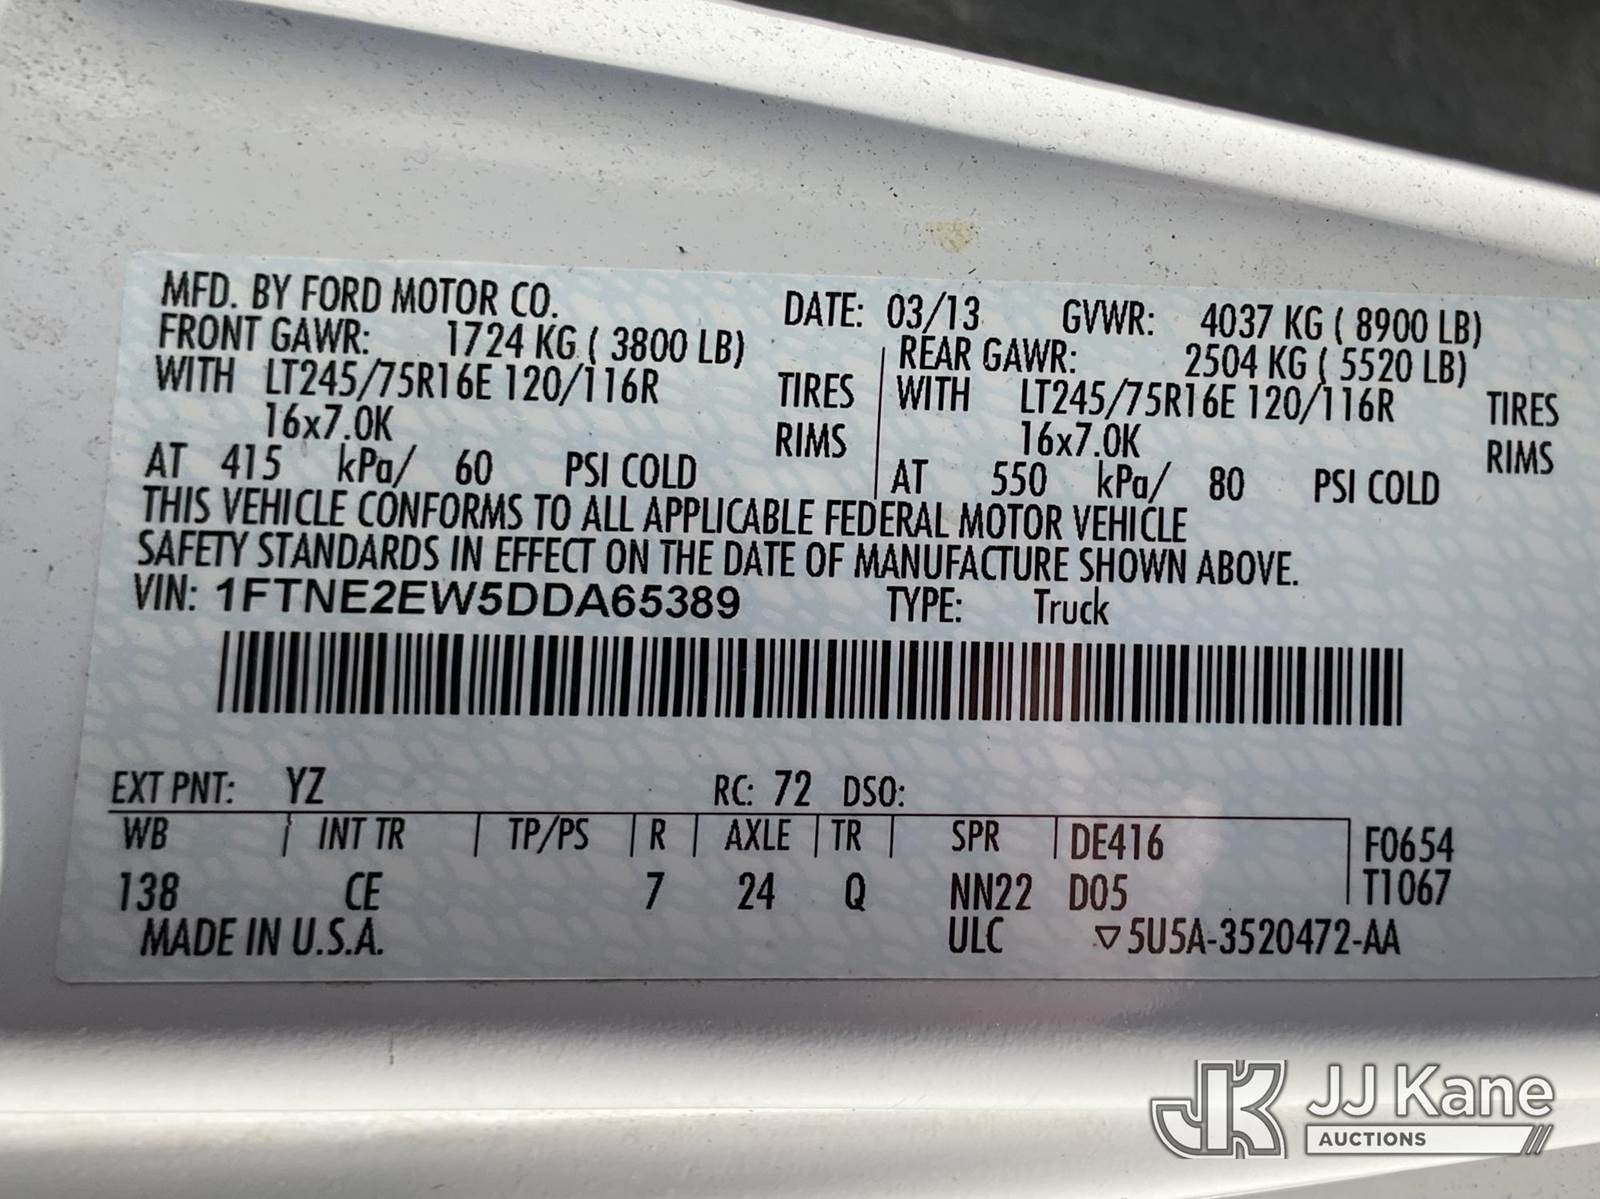 MFD. BY FORD MOTOR CO. DATE: 03/13 GVWR: 4037 KG ( 8900 LB)
FRONT GAWR: 1724 KG ( 3800 LB) REAR GAWR: 2504 KG ( 5520 LB)
WITH LT245/75R16E 120/116R TIRES WITH LT245/75R16E 120/116R TIRES
16x7.0K RIMS 16x7.0K RIMS
AT 415 kPa/ 60 PSI COLD AT 550 kPa/ 80 PSI COLD
THIS VEHICLE CONFORMS TO ALL APPLICABLE FEDERAL MOTOR VEHICLE
SAFETY STANDARDS IN EFFECT ON THE DATE OF MANUFACTURE SHOWN ABOVE.
VIN: 1FTNE2EW5DDA65389 TYPE: Truck
EXT PNT: YZ RC: 72 DSO:
WB INT TR TP/PS R AXLE TR SPR DE416 F0654
138 CE 7 24 Q NN22 D05 T1067
MADE IN U.S.A. ULC ▽5U5A-3520472-AA
JK JJ Kane
AUCTIONS